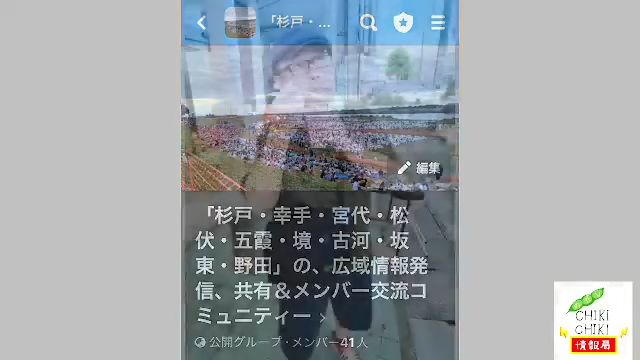 「杉戸・...
編集
「杉戸・幸手・宮代・松
伏・五霞・境・古河・坂
東・野田」の、広域情報発
信、共有＆メンバー交流コ
ミュニティー >
公開グループ・メンバー41人
CHIKI
CHIKI
情報局